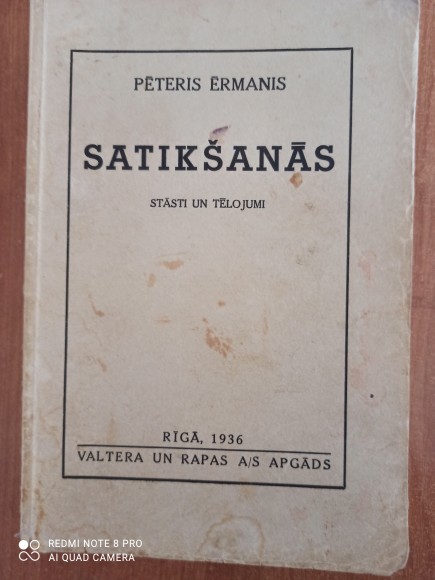 PĒTERIS ĒRMANIS
SATIKŠANĀS
STĀSTI UN TĒLOJUMI
RĪGĀ, 1936
VALTERA UN RAPAS A/S APGĀDS
REDMI NOTE 8 PRO
AI QUAD CAMERA